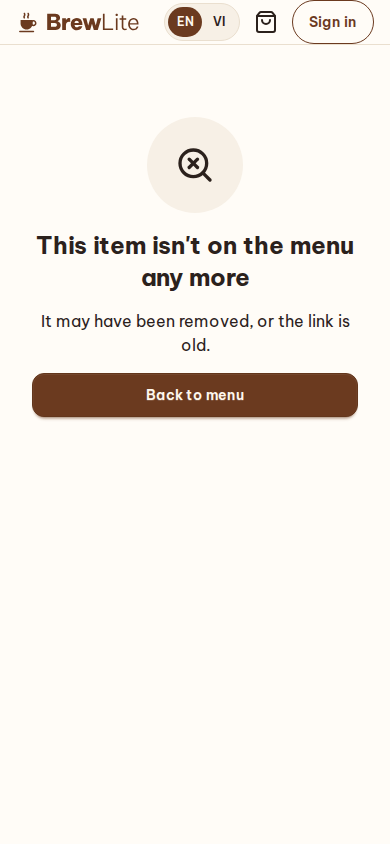 BrewLite
EN VI
Sign in
This item isn't on the menu
any more
It may have been removed, or the link is
old.
Back to menu